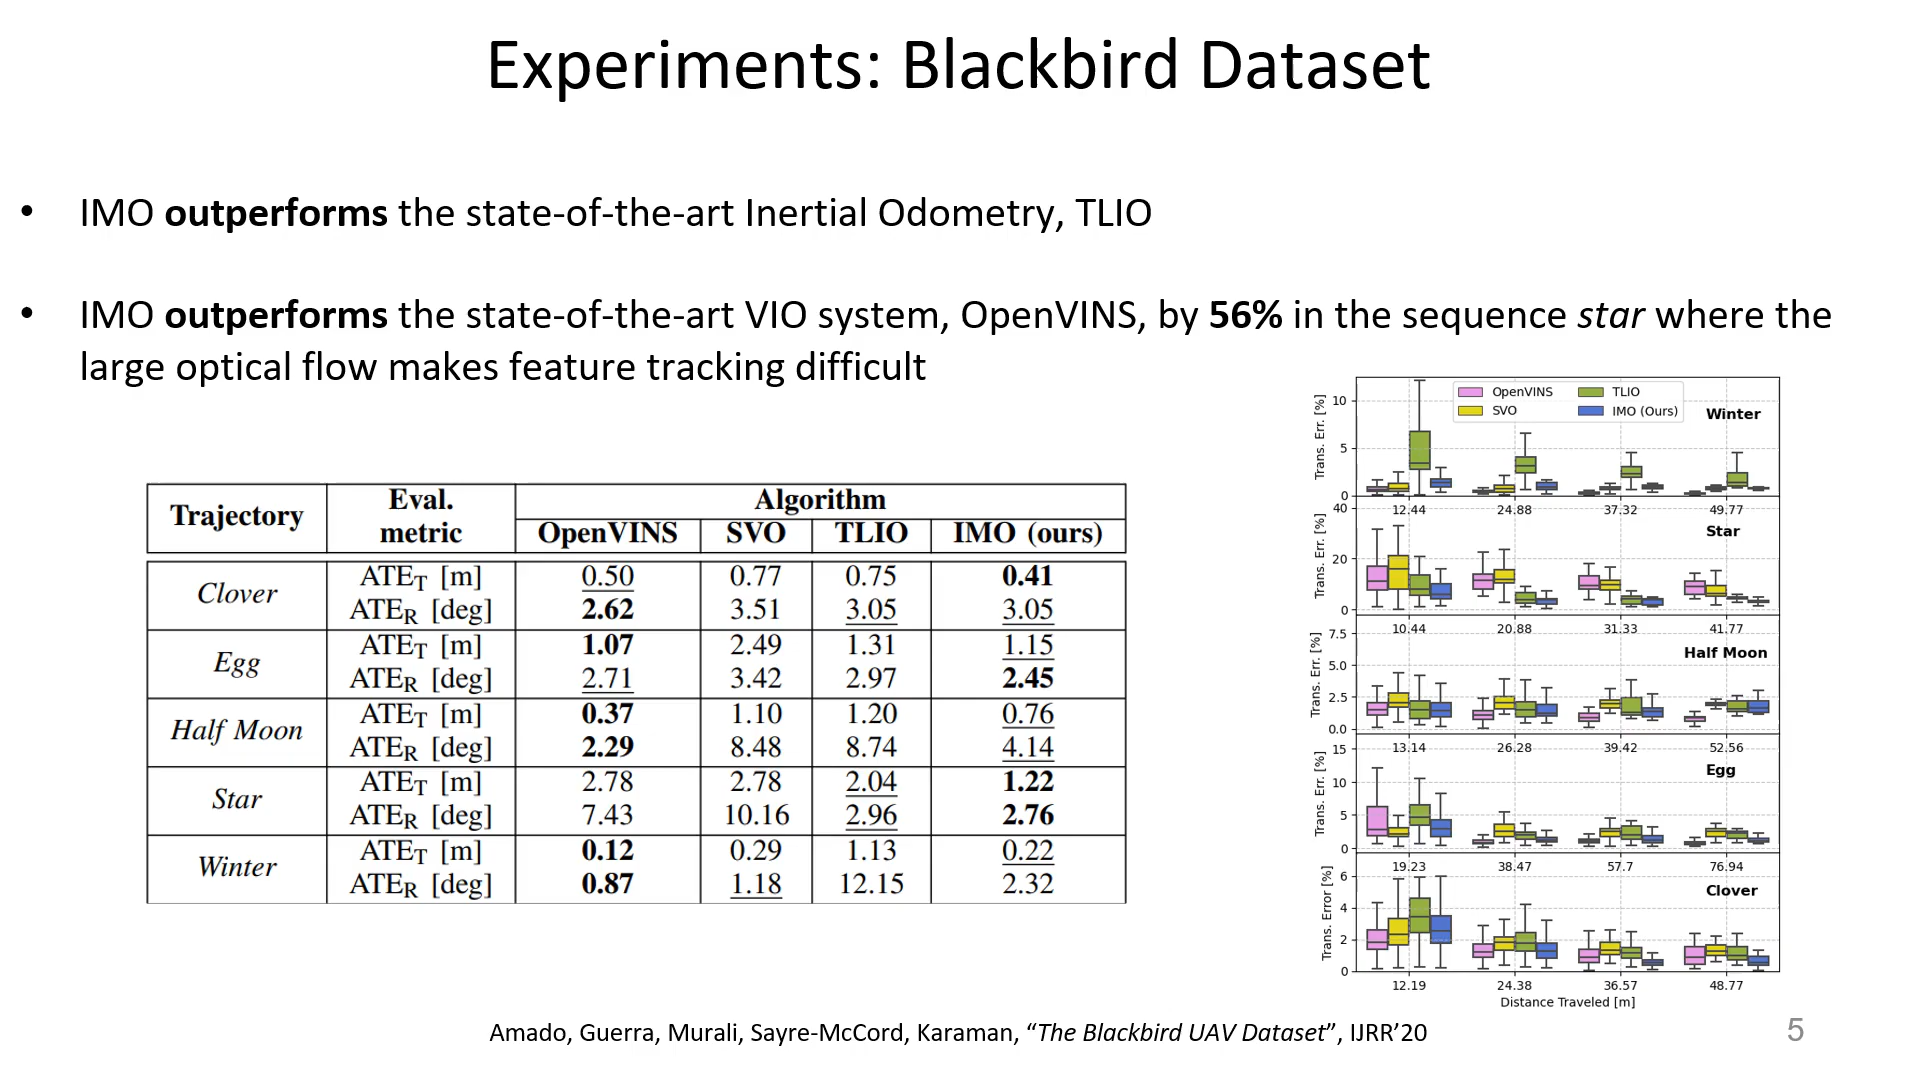 Experiments: Blackbird Dataset
• IMO outperforms the state-of-the-art Inertial Odometry, TLIO
• IMO outperforms the state-of-the-art VIO system, OpenVINS, by 56% in the sequence star where the
large optical flow makes feature tracking difficult
Trajectory Eval. metric Algorithm
OpenVINS SVO TLIO IMO (ours)
Clover ATE_T [m] 0.50 0.77 0.75 0.41
ATE_R [deg] 2.62 3.51 3.05 3.05
Egg ATE_T [m] 1.07 2.49 1.31 1.15
ATE_R [deg] 2.71 3.42 2.97 2.45
Half Moon ATE_T [m] 0.37 1.10 1.20 0.76
ATE_R [deg] 2.29 8.48 8.74 4.14
Star ATE_T [m] 2.78 2.78 2.04 1.22
ATE_R [deg] 7.43 10.16 2.96 2.76
Winter ATE_T [m] 0.12 0.29 1.13 0.22
ATE_R [deg] 0.87 1.18 12.15 2.32
OpenVINS TLIO
SVO IMO (Ours)
Winter
Trans. Err. [%]
10
5
0
12.44 24.88 37.32 49.77
Star
Trans. Err. [%]
40
20
0
10.44 20.88 31.33 41.77
Half Moon
Trans. Err. [%]
7.5
5.0
2.5
0.0
13.14 26.28 39.42 52.56
Egg
Trans. Err. [%]
15
10
5
0
19.23 38.47 57.7 76.94
Clover
Trans. Error [%]
6
4
2
0
12.19 24.38 36.57 48.77
Distance Traveled [m]
Amado, Guerra, Murali, Sayre-McCord, Karaman, “The Blackbird UAV Dataset”, IJRR’20
5